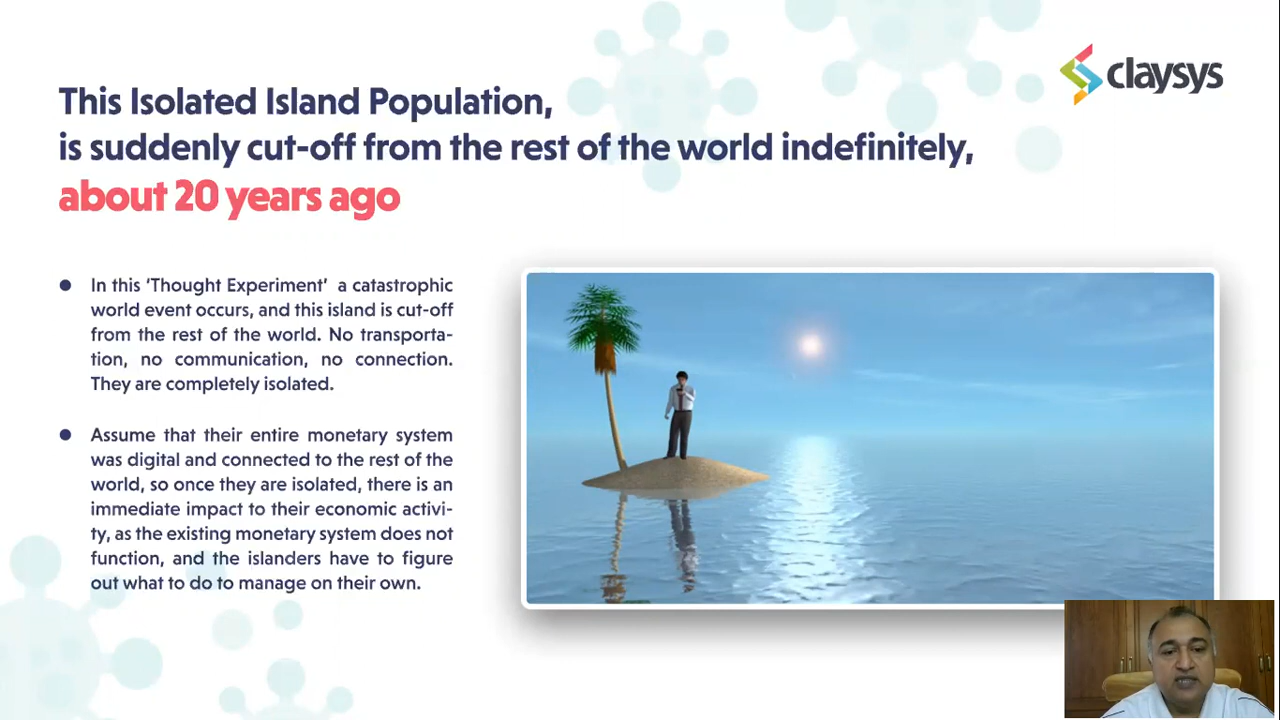 claysys
This Isolated Island Population,
is suddenly cut-off from the rest of the world indefinitely,
about 20 years ago
In this ‘Thought Experiment’ a catastrophic
world event occurs, and this island is cut-off
from the rest of the world. No transporta-
tion, no communication, no connection.
They are completely isolated.
Assume that their entire monetary system
was digital and connected to the rest of the
world, so once they are isolated, there is an
immediate impact to their economic activi-
ty, as the existing monetary system does not
function, and the islanders have to figure
out what to do to manage on their own.